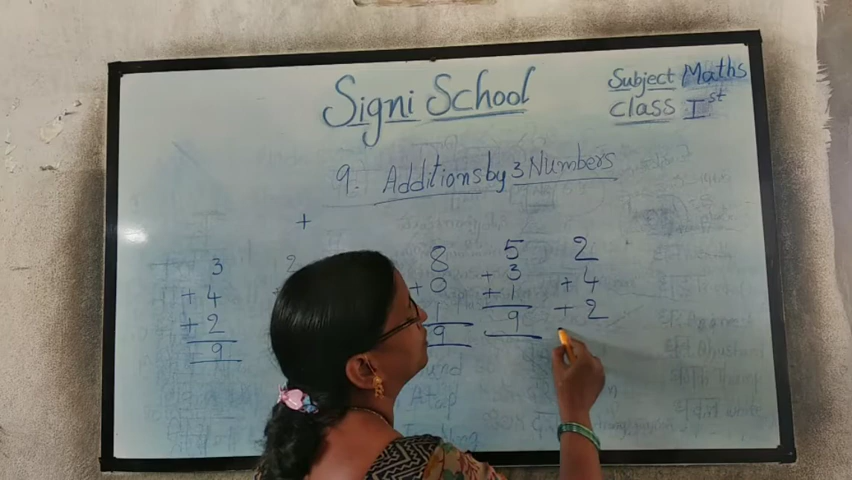 Signi School
Subject Maths
Class Ist
9. Additions by 3 Numbers
+
3 2 8 5 2
+ 4 + 0 + 3 + 4
+ 2 1 + 1 + 2
9 9 9